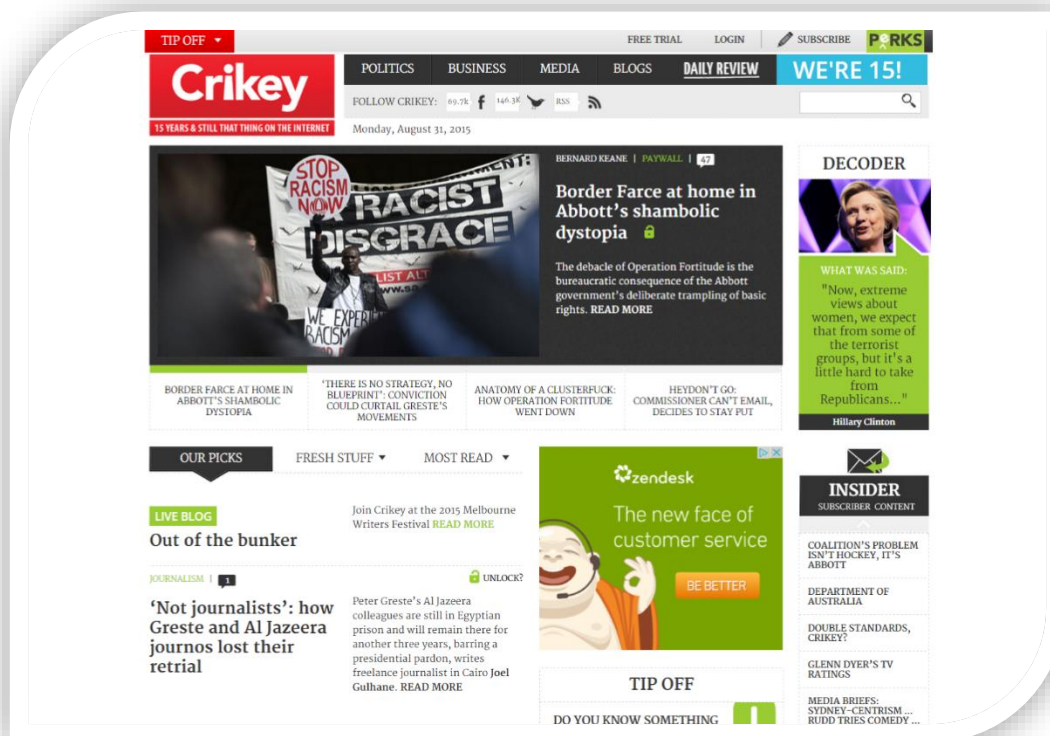 TIP OFF
FREE TRIAL
LOGIN
SUBSCRIBE
PeRKS
Crikey
15 YEARS & STILL THAT THING ON THE INTERNET
POLITICS
BUSINESS
MEDIA
BLOGS
DAILY REVIEW
WE'RE 15!
FOLLOW CRIKEY:
69.7k
146.3K
RSS
Monday, August 31, 2015
STOP
RACISM
NOW
RACIST
DISGRACE
WE EXPERI
RACISM
BERNARD KEANE | PAYWALL | 47
Border Farce at home in
Abbott's shambolic
dystopia
The debacle of Operation Fortitude is the
bureaucratic consequence of the Abbott
government's deliberate trampling of basic
rights. READ MORE
BORDER FARCE AT HOME IN
ABBOTT'S SHAMBOLIC
DYSTOPIA
'THERE IS NO STRATEGY, NO
BLUEPRINT': CONVICTION
COULD CURTAIL GRESTE'S
MOVEMENTS
ANATOMY OF A CLUSTERFUCK:
HOW OPERATION FORTITUDE
WENT DOWN
HEYDON'T GO:
COMMISSIONER CAN'T EMAIL,
DECIDES TO STAY PUT
DECODER
WHAT WAS SAID:
"Now, extreme
views about
women, we expect
that from some of
the terrorist
groups, but it's a
little hard to take
from
Republicans..."
Hillary Clinton
OUR PICKS
FRESH STUFF
MOST READ
LIVE BLOG
Out of the bunker
Join Crikey at the 2015 Melbourne
Writers Festival READ MORE
JOURNALISM | 1
UNLOCK?
'Not journalists': how
Greste and Al Jazeera
journos lost their
retrial
Peter Greste's Al Jazeera
colleagues are still in Egyptian
prison and will remain there for
another three years, barring a
presidential pardon, writes
freelance journalist in Cairo Joel
Gulhane. READ MORE
zendesk
The new face of
customer service
BE BETTER
TIP OFF
DO YOU KNOW SOMETHING
INSIDER
SUBSCRIBER CONTENT
COALITION'S PROBLEM
ISN'T HOCKEY, IT'S
ABBOTT
DEPARTMENT OF
AUSTRALIA
DOUBLE STANDARDS,
CRIKEY?
GLENN DYER'S TV
RATINGS
MEDIA BRIEFS:
SYDNEY-CENTRISM ...
RUDD TRIES COMEDY ...